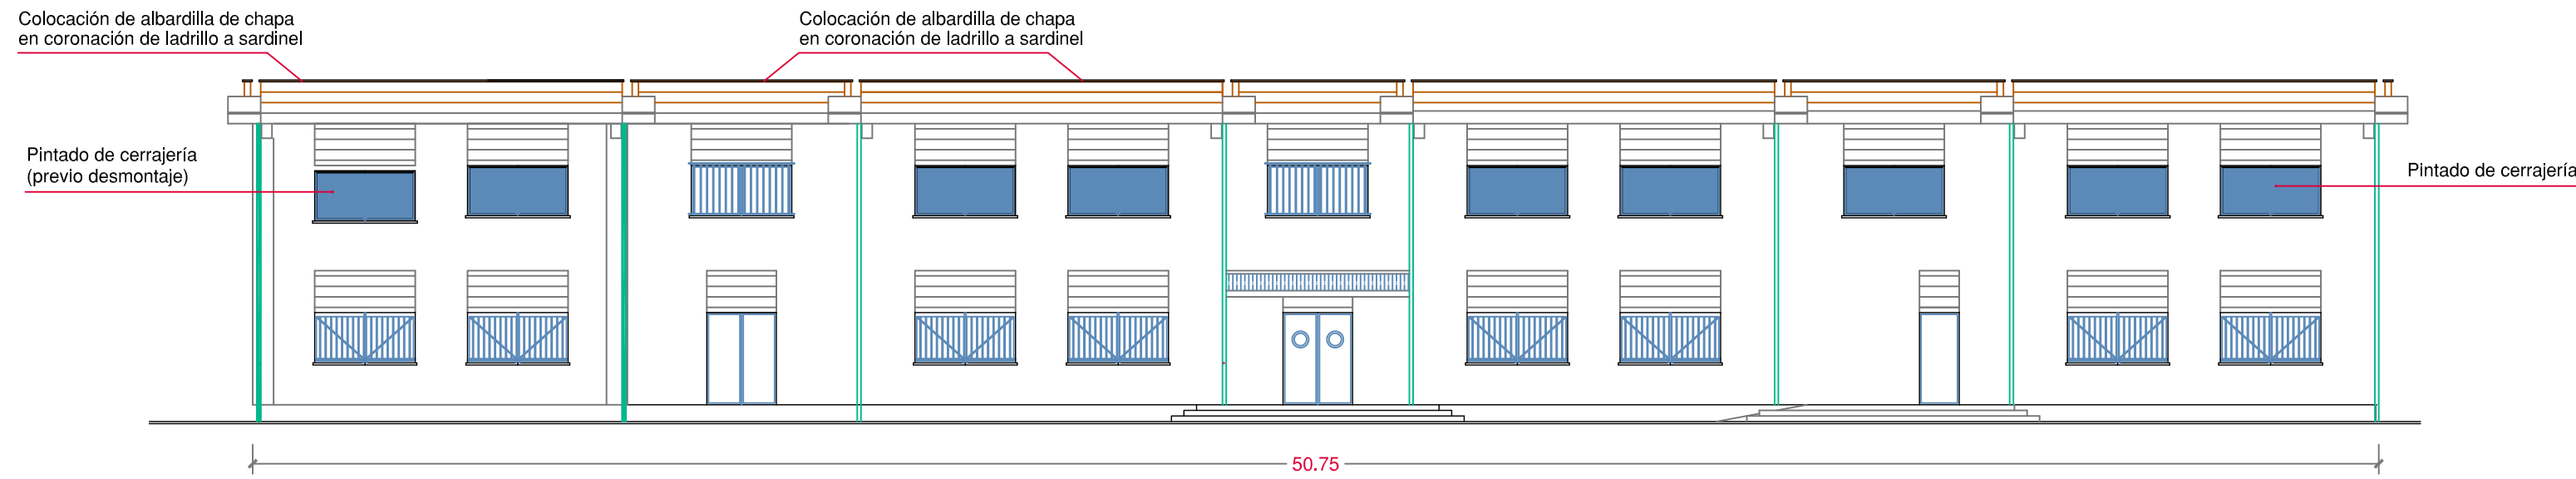 Colocación de albardilla de chapa
en coronación de ladrillo a sardinel
Colocación de albardilla de chapa
en coronación de ladrillo a sardinel
Pintado de cerrajería
(previo desmontaje)
Pintado de cerrajería
50.75